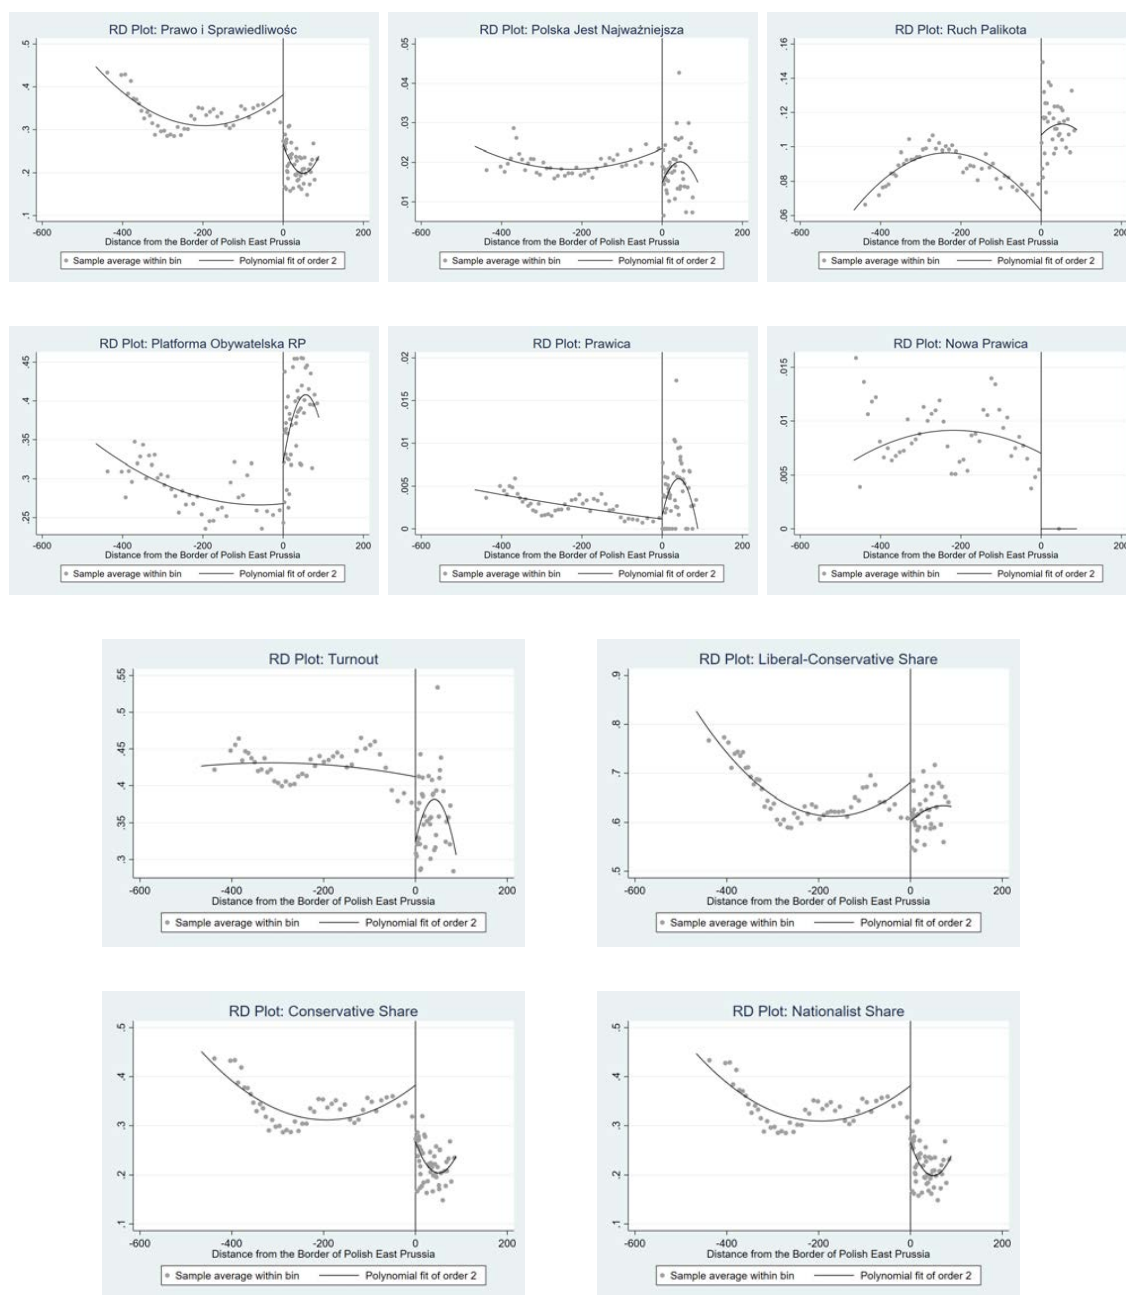 RD Plot: Prawo i Sprawiedliwośc
.5
.4
.3
.2
.1
-600 -400 -200 0 200
Distance from the Border of Polish East Prussia
Sample average within bin Polynomial fit of order 2
RD Plot: Polska Jest Najważniejsza
.05
.04
.03
.02
.01
-600 -400 -200 0 200
Distance from the Border of Polish East Prussia
Sample average within bin Polynomial fit of order 2
RD Plot: Ruch Palikota
.16
.14
.12
.1
.08
.06
-600 -400 -200 0 200
Distance from the Border of Polish East Prussia
Sample average within bin Polynomial fit of order 2
RD Plot: Platforma Obywatelska RP
.45
.4
.35
.3
.25
-600 -400 -200 0 200
Distance from the Border of Polish East Prussia
Sample average within bin Polynomial fit of order 2
RD Plot: Prawica
.02
.015
.01
.005
0
-600 -400 -200 0 200
Distance from the Border of Polish East Prussia
Sample average within bin Polynomial fit of order 2
RD Plot: Nowa Prawica
.015
.01
.005
0
-600 -400 -200 0 200
Distance from the Border of Polish East Prussia
Sample average within bin Polynomial fit of order 2
RD Plot: Turnout
.55
.5
.45
.4
.35
.3
-600 -400 -200 0 200
Distance from the Border of Polish East Prussia
Sample average within bin Polynomial fit of order 2
RD Plot: Liberal-Conservative Share
.9
.8
.7
.6
.5
-600 -400 -200 0 200
Distance from the Border of Polish East Prussia
Sample average within bin Polynomial fit of order 2
RD Plot: Conservative Share
.5
.4
.3
.2
.1
-600 -400 -200 0 200
Distance from the Border of Polish East Prussia
Sample average within bin Polynomial fit of order 2
RD Plot: Nationalist Share
.5
.4
.3
.2
.1
-600 -400 -200 0 200
Distance from the Border of Polish East Prussia
Sample average within bin Polynomial fit of order 2